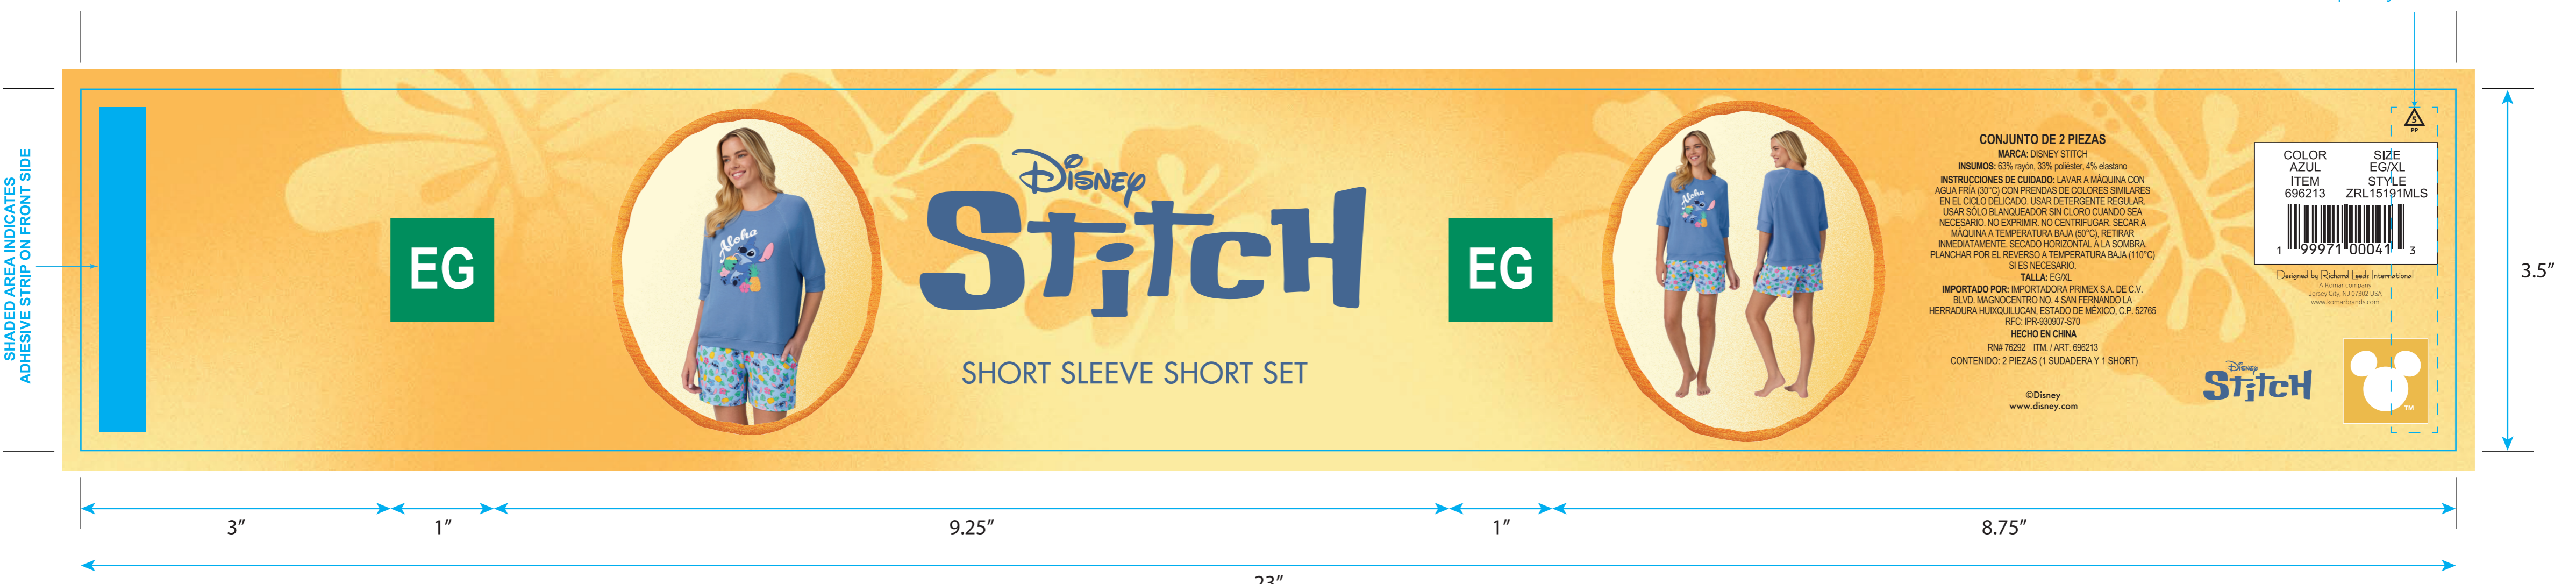 SHADED AREA INDICATES
ADHESIVE STRIP ON FRONT SIDE
EG
Aloha
Disney
Stitch
SHORT SLEEVE SHORT SET
EG
Aloha
CONJUNTO DE 2 PIEZAS
MARCA: DISNEY STITCH
INSUMOS: 63% rayón, 33% poliéster, 4% elastano
INSTRUCCIONES DE CUIDADO: LAVAR A MÁQUINA CON
AGUA FRÍA (30°C) CON PRENDAS DE COLORES SIMILARES
EN EL CICLO DELICADO. USAR DETERGENTE REGULAR.
USAR SÓLO BLANQUEADOR SIN CLORO CUANDO SEA
NECESARIO. NO EXPRIMIR. NO CENTRIFUGAR. SECAR A
MÁQUINA A TEMPERATURA BAJA (50°C), RETIRAR
INMEDIATAMENTE. SECADO HORIZONTAL A LA SOMBRA.
PLANCHAR POR EL REVERSO A TEMPERATURA BAJA (110°C)
SI ES NECESARIO.
TALLA: EG/XL
IMPORTADO POR: IMPORTADORA PRIMEX S.A. DE C.V.
BLVD. MAGNOCENTRO NO. 4 SAN FERNANDO LA
HERRADURA HUIXQUILUCAN, ESTADO DE MÉXICO, C.P. 52765
RFC: IPR-930907-S70
HECHO EN CHINA
RN# 76292 ITM. / ART. 696213
CONTENIDO: 2 PIEZAS (1 SUDADERA Y 1 SHORT)
©Disney
www.disney.com
5
PP
COLOR SIZE
AZUL EG/XL
ITEM STYLE
696213 ZRL15191MLS
1 99971 00041 3
Designed by Richard Leeds International
A Komar company
Jersey City, NJ 07302 USA
www.komarbrands.com
Disney
Stitch
TM
3.5"
3" 1" 9.25" 1" 8.75"
23"